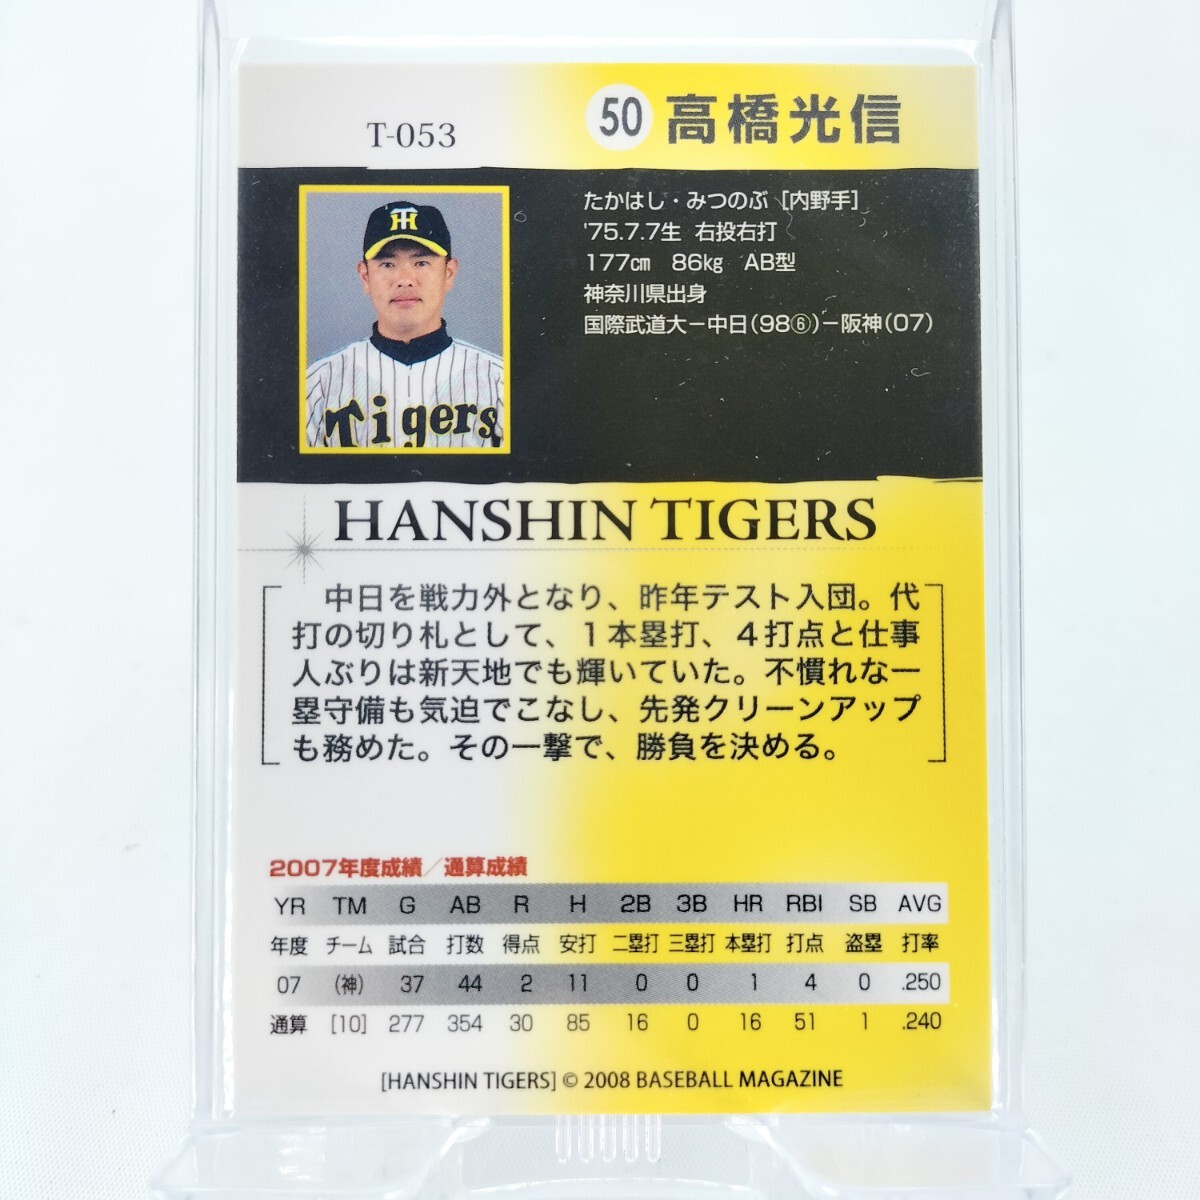 T-053
50 高橋光信
たかはし・みつのぶ [内野手]
'75.7.7生 右投右打
177㎝ 86㎏ AB型
神奈川県出身
国際武道大－中日(98⑥)－阪神(07)
Tigers
HANSHIN TIGERS
中日を戦力外となり、昨年テスト入団。代
打の切り札として、１本塁打、４打点と仕事
人ぶりは新天地でも輝いていた。不慣れな一
塁守備も気迫でこなし、先発クリーンアップ
も務めた。その一撃で、勝負を決める。
2007年度成績／通算成績
YR TM G AB R H 2B 3B HR RBI SB AVG
年度 チーム 試合 打数 得点 安打 二塁打 三塁打 本塁打 打点 盗塁 打率
07 (神) 37 44 2 11 0 0 1 4 0 .250
通算 [10] 277 354 30 85 16 0 16 51 1 .240
[HANSHIN TIGERS] © 2008 BASEBALL MAGAZINE